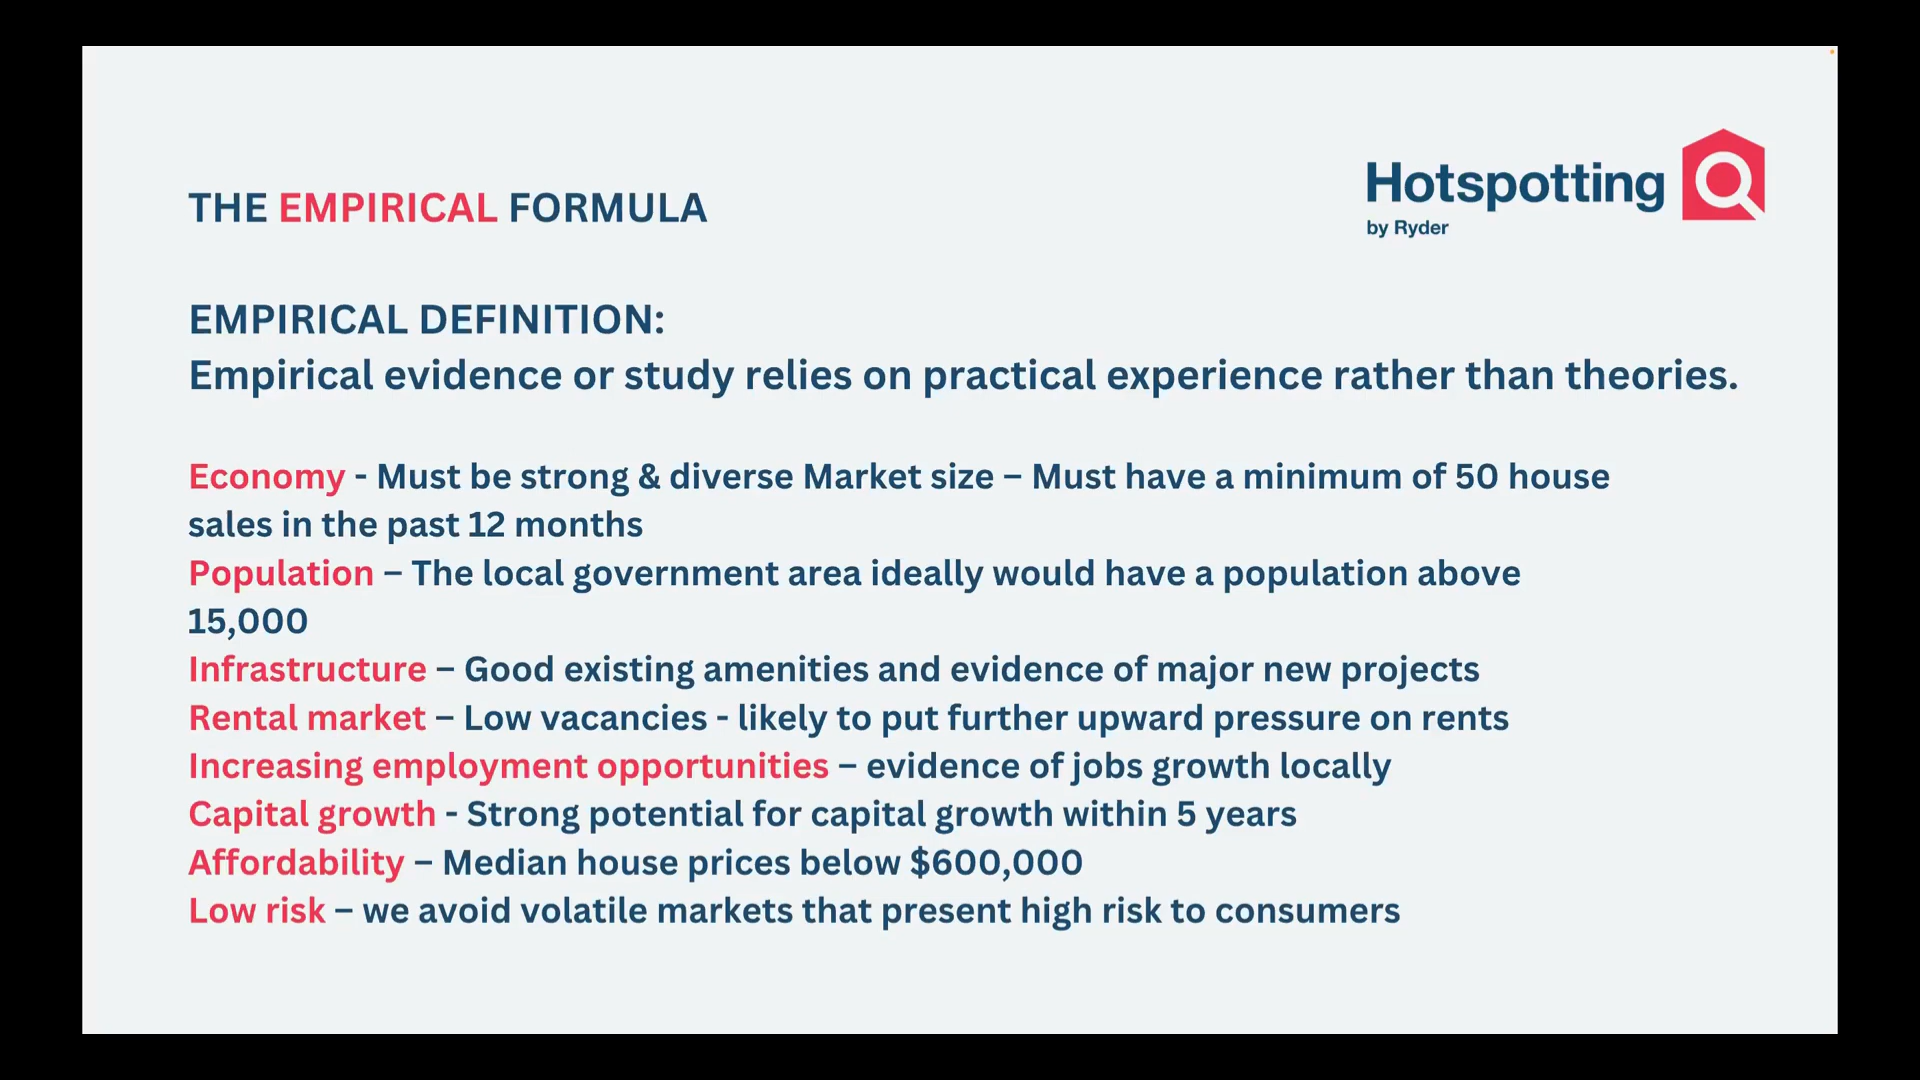 THE EMPIRICAL FORMULA
Hotspotting
by Ryder
EMPIRICAL DEFINITION:
Empirical evidence or study relies on practical experience rather than theories.
Economy - Must be strong & diverse Market size – Must have a minimum of 50 house
sales in the past 12 months
Population – The local government area ideally would have a population above
15,000
Infrastructure – Good existing amenities and evidence of major new projects
Rental market – Low vacancies - likely to put further upward pressure on rents
Increasing employment opportunities – evidence of jobs growth locally
Capital growth - Strong potential for capital growth within 5 years
Affordability – Median house prices below $600,000
Low risk – we avoid volatile markets that present high risk to consumers